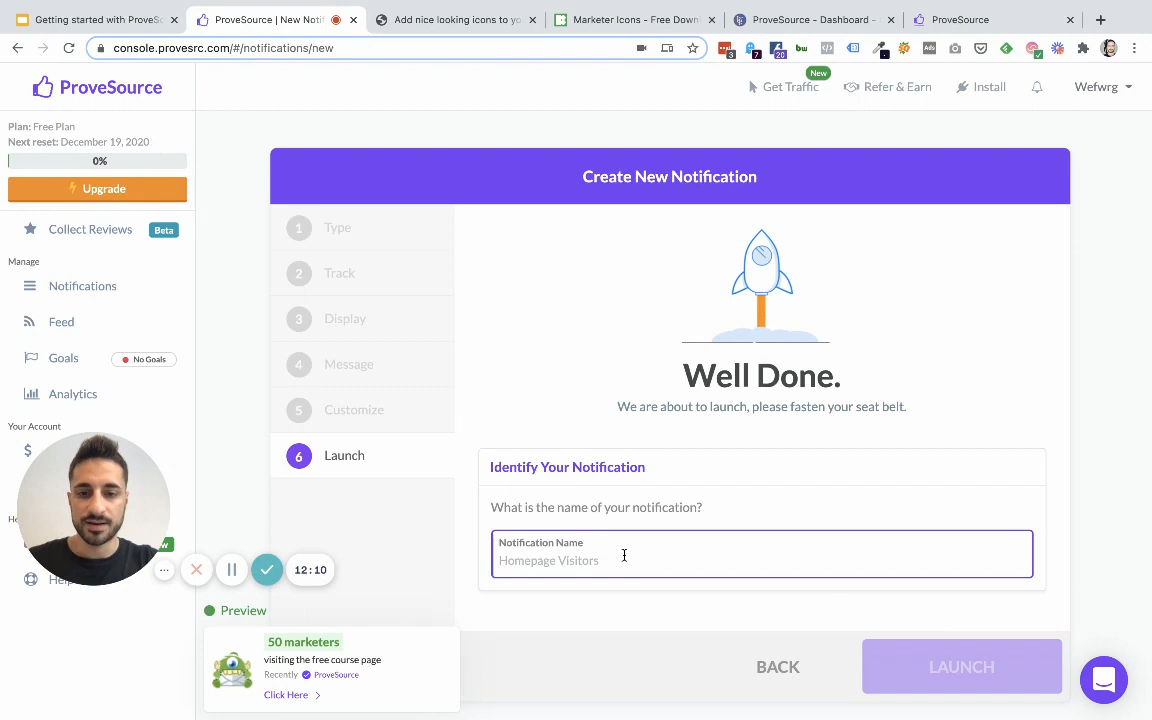 Getting started with ProveSo
ProveSource | New Notifi
Add nice looking icons to yo
Marketer Icons - Free Down
ProveSource - Dashboard -
ProveSource
console.provesrc.com/#/notifications/new
3
7
20
Ads
ProveSource
New
Get Traffic
Refer & Earn
Install
Wefwrg
Plan: Free Plan
Next reset: December 19, 2020
0%
Upgrade
Collect Reviews
Beta
Manage
Notifications
Feed
Goals
No Goals
Analytics
Your Account
Create New Notification
1 Type
2 Track
3 Display
4 Message
5 Customize
6 Launch
Well Done.
We are about to launch, please fasten your seat belt.
Identify Your Notification
What is the name of your notification?
Notification Name
Homepage Visitors
12:10
Preview
50 marketers
visiting the free course page
Recently ProveSource
Click Here
BACK
LAUNCH